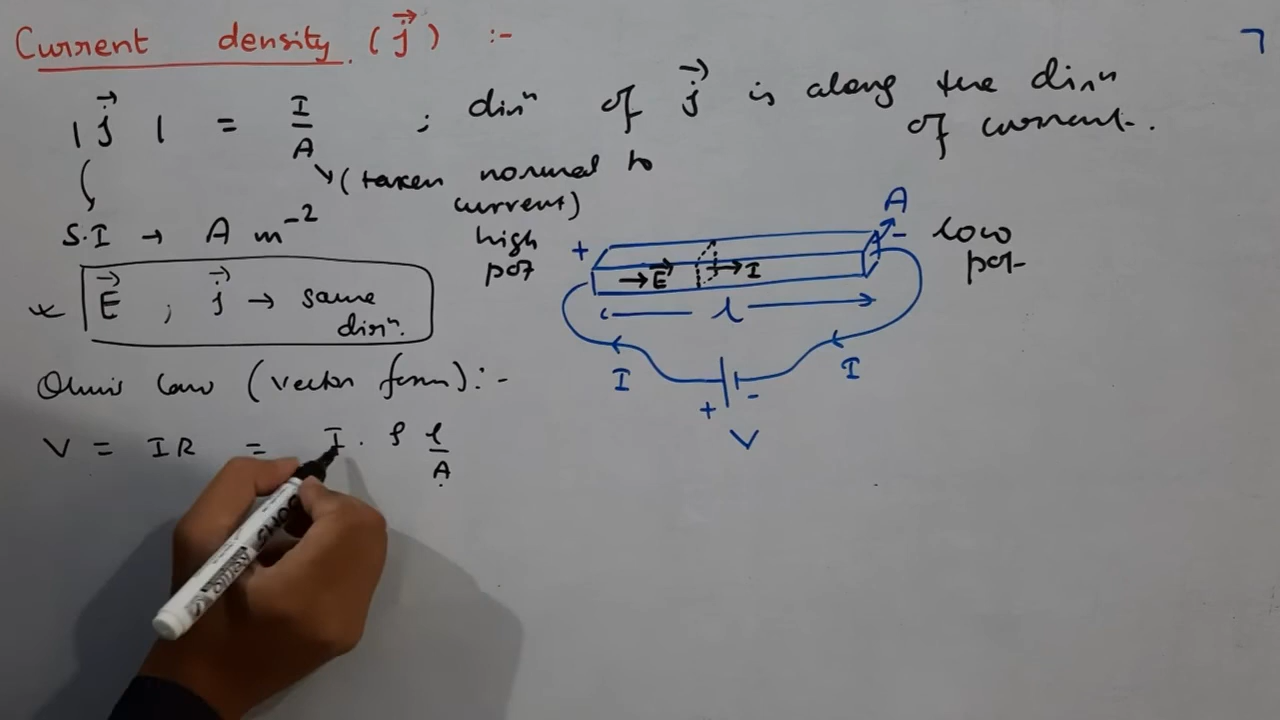 Current density (j⃗) :-
|j⃗| = I/A ; dirⁿ of j⃗ is along the dirⁿ
of current.
(taken normal to
current)
S.I → A m⁻²
* E⃗ ; j⃗ → same
dirⁿ.
high
pot
+
→ E⃗
→ I
A
-
low
pot
l
I
I
+ -
V
Ohm's law (vector form) :-
V = IR = I . ρ l/A